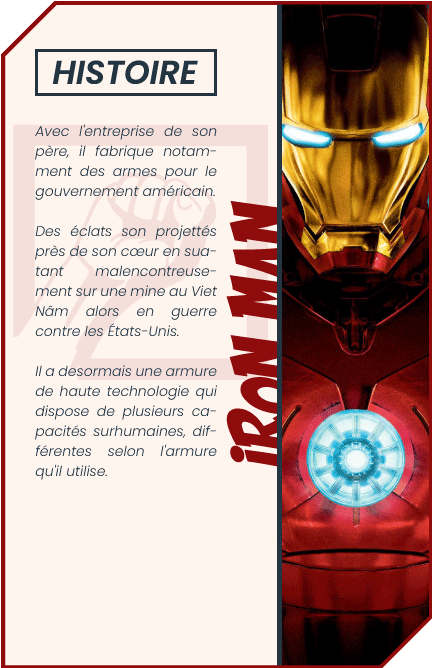 HISTOIRE
Avec l'entreprise de son
père, il fabrique notam-
ment des armes pour le
gouvernement américain.
Des éclats son projettés
près de son cœur en sua-
tant malencontreuse-
ment sur une mine au Viet
Nâm alors en guerre
contre les États-Unis.
Il a desormais une armure
de haute technologie qui
dispose de plusieurs ca-
pacités surhumaines, dif-
férentes selon l'armure
qu'il utilise.
iRON MAN